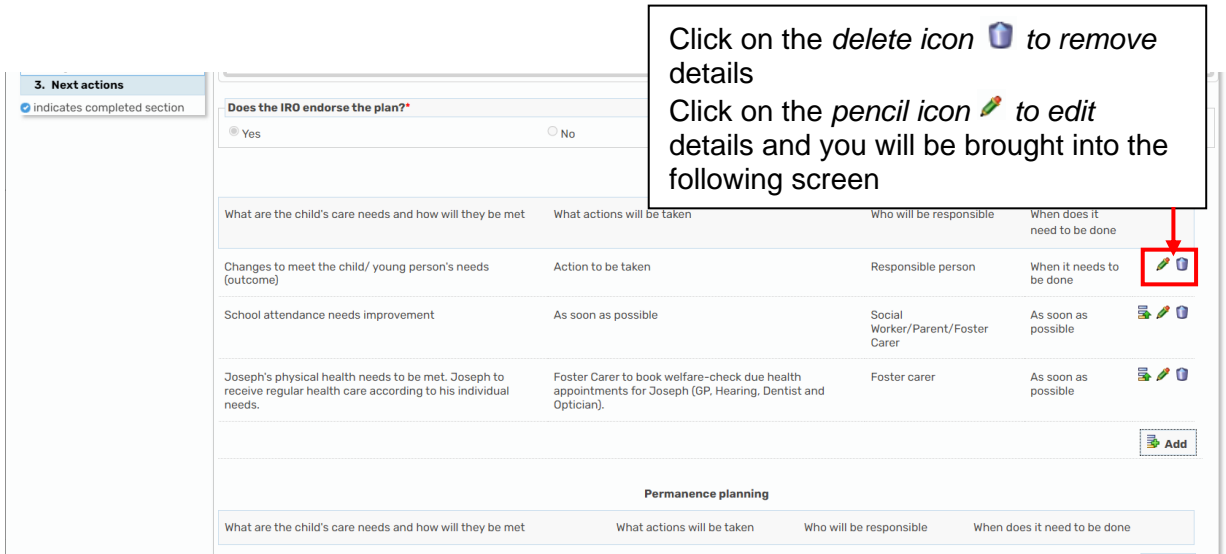 Click on the delete icon to remove
details
Click on the pencil icon to edit
details and you will be brought into the
following screen
3. Next actions
indicates completed section
Does the IRO endorse the plan?*
Yes
No
What are the child's care needs and how will they be met
What actions will be taken
Who will be responsible
When does it
need to be done
Changes to meet the child/ young person's needs
(outcome)
Action to be taken
Responsible person
When it needs to
be done
School attendance needs improvement
As soon as possible
Social
Worker/Parent/Foster
Carer
As soon as
possible
Joseph's physical health needs to be met. Joseph to
receive regular health care according to his individual
needs.
Foster Carer to book welfare-check due health
appointments for Joseph (GP, Hearing, Dentist and
Optician).
Foster carer
As soon as
possible
Add
Permanence planning
What are the child's care needs and how will they be met
What actions will be taken
Who will be responsible
When does it need to be done